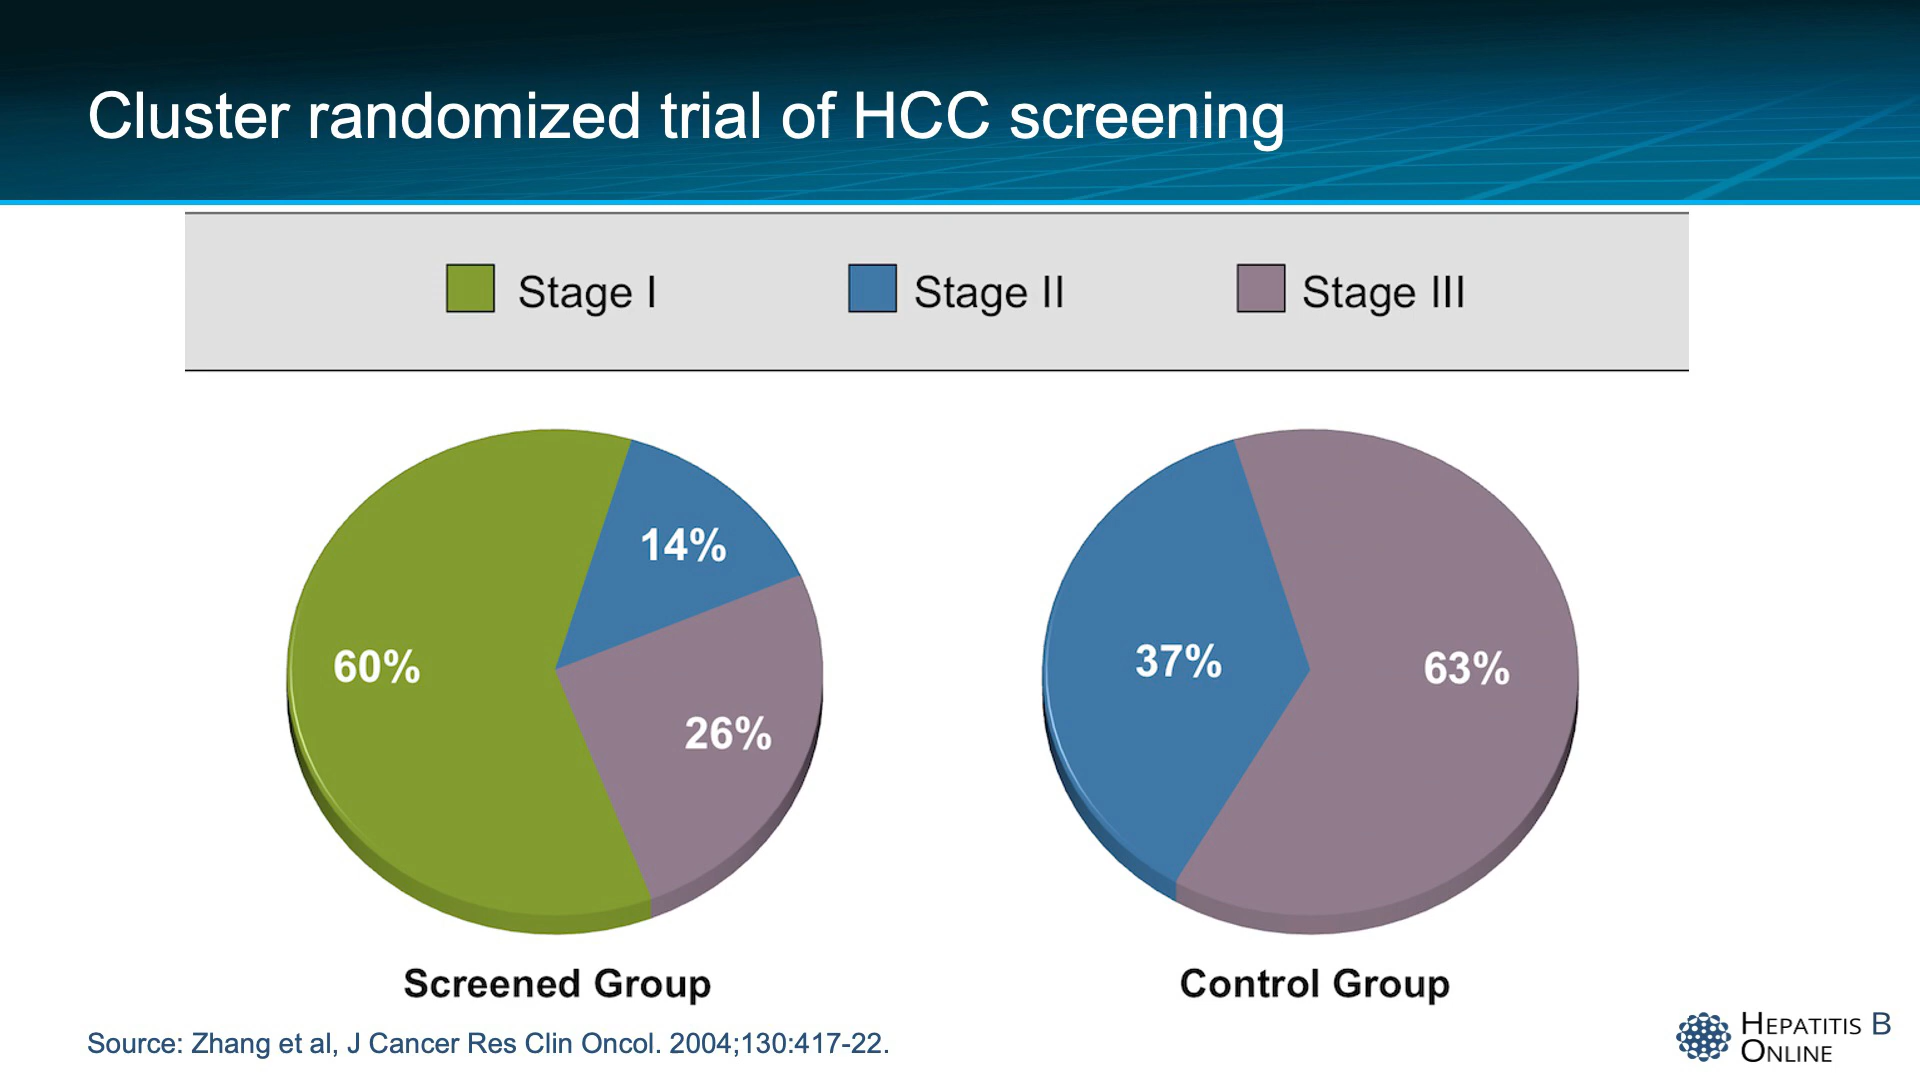 Cluster randomized trial of HCC screening
Stage I
Stage II
Stage III
14%
60%
26%
37%
63%
Screened Group
Control Group
Source: Zhang et al, J Cancer Res Clin Oncol. 2004;130:417-22.
HEPATITIS B
ONLINE